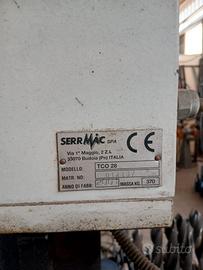 SERRMAC SPA
Via 1° Maggio, 2 Z.I.
33070 Budoia (Pn) ITALIA
CE
MODELLO TCO 28
MATR. NO.
ANNO DI FABB. MASSA KG. 370
subito